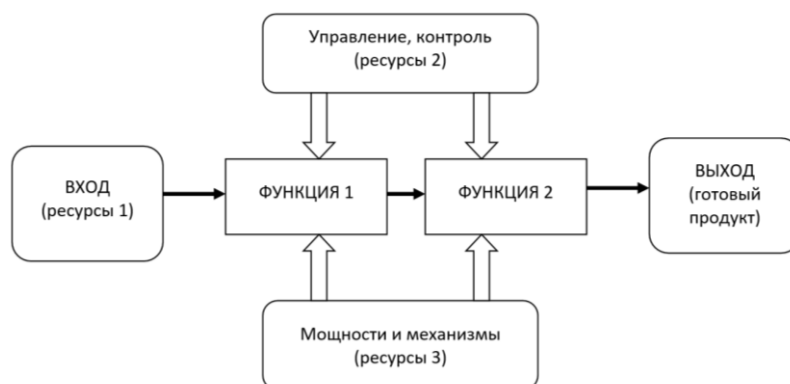 Управление, контроль
(ресурсы 2)
ВХОД
(ресурсы 1)
ФУНКЦИЯ 1
ФУНКЦИЯ 2
ВЫХОД
(готовый
продукт)
Мощности и механизмы
(ресурсы 3)